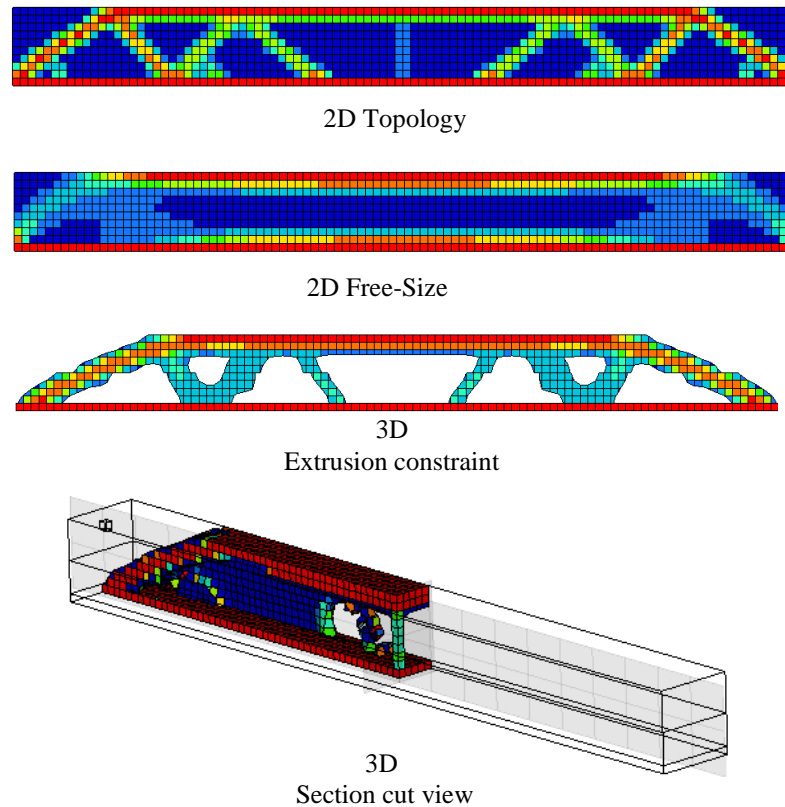 2D Topology
2D Free-Size
3D
Extrusion constraint
3D
Section cut view